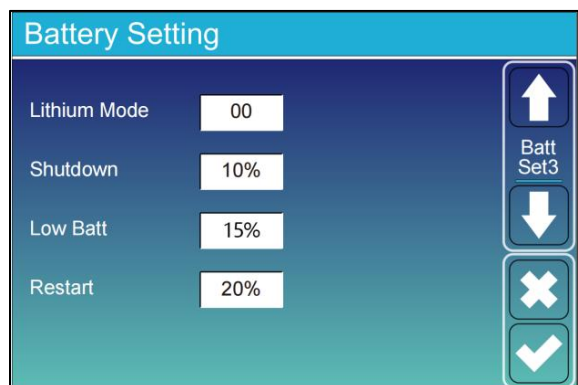 Battery Setting
Lithium Mode 00
Shutdown 10%
Low Batt 15%
Restart 20%
Batt
Set3